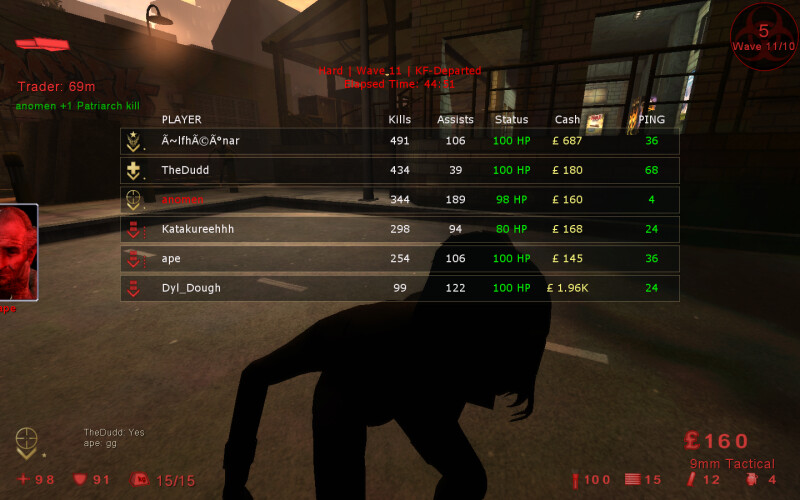 5
Wave 11/10
Hard | Wave 11 | KF-Departed
Elapsed Time: 44:
Trader: 69m
anomen +1 Patriarch kill
PLAYER Kills Assists Status Cash PING
Ã~lfhÃ©Ãºnar 491 106 100 HP £ 687 36
TheDudd 434 39 100 HP £ 180 68
anomen 344 189 98 HP £ 160 4
Katakureehhh 298 94 80 HP £ 168 24
ape 254 106 100 HP £ 145 36
Dyl_Dough 99 122 100 HP £ 1.96K 24
ape
TheDudd: Yes
ape: gg
£160
9mm Tactical
98 91 15/15 100 15 12 4